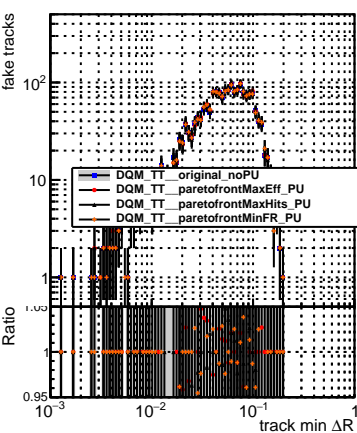 fake tracks
10²
10
1
DQM_TT__original_noPU
DQM_TT__paretofrontMaxEff_PU
DQM_TT__paretofrontMaxHits_PU
DQM_TT__paretofrontMinFR_PU
Ratio
1.05
1
0.95
10⁻³ 10⁻² 10⁻¹ 1
track min ΔR